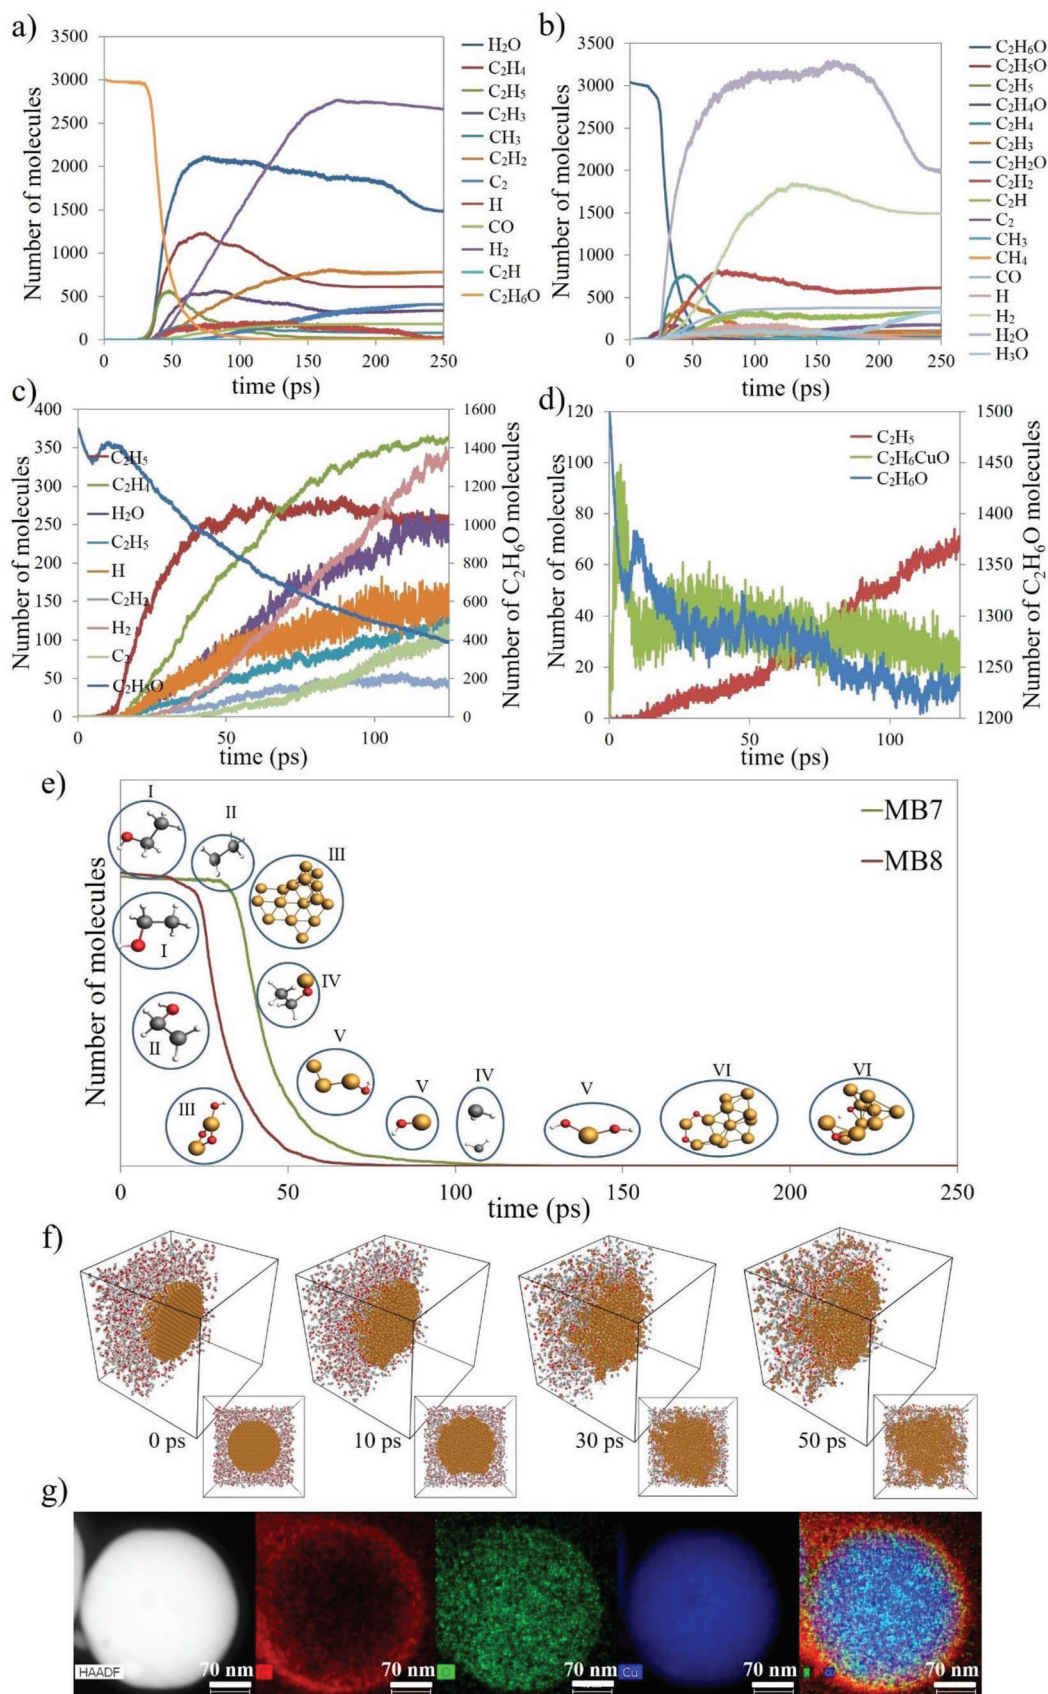 a)
3500
3000
2500
2000
1500
1000
500
0
Number of molecules
0 50 100 150 200 250
time (ps)
H₂O
C₂H₄
C₂H₅
C₂H₃
CH₃
C₂H₂
C₂
H
CO
H₂
C₂H
C₂H₆O
b)
3500
3000
2500
2000
1500
1000
500
0
Number of molecules
0 50 100 150 200 250
time (ps)
C₂H₆O
C₂H₅O
C₂H₅
C₂H₄O
C₂H₄
C₂H₃
C₂H₂O
C₂H₂
C₂H
C₂
CH₃
CH₄
CO
H
H₂
H₂O
H₃O
c)
400
350
300
250
200
150
100
50
0
Number of molecules
C₂H₅
C₂H₄
H₂O
C₂H₅
H
C₂H₂
H₂
C₂
1600
1400
1200
1000
800
600
400
200
0
Number of C₂H₆O molecules
0 50 100
time (ps)
d)
120
100
80
60
40
20
0
Number of molecules
C₂H₅
C₂H₆CuO
C₂H₆O
1500
1450
1400
1350
1300
1250
1200
Number of C₂H₆O molecules
0 50 100
time (ps)
e)
Number of molecules
MB7
MB8
I
II
III
I
IV
II
V
III
V
IV
V
VI
VI
0 50 100 150 200 250
time (ps)
f)
0 ps
10 ps
30 ps
50 ps
g)
HAADF
70 nm
70 nm
70 nm
Cu
70 nm
70 nm